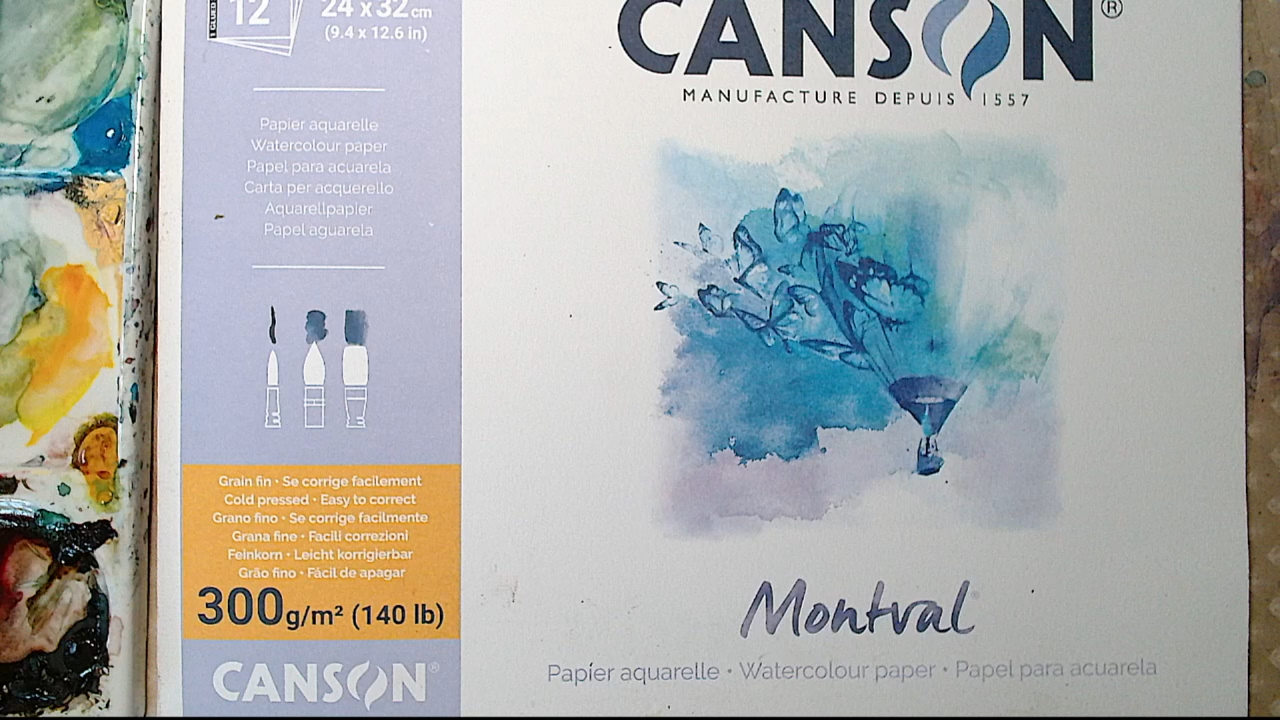 12
24 x 32 cm
(9.4 x 12.6 in)
Papier aquarelle
Watercolour paper
Papel para acuarela
Carta per acquerello
Aquarellpapier
Papel aguarela
Grain fin • Se corrige facilement
Cold pressed • Easy to correct
Grano fino • Se corrige facilmente
Grana fine • Facili correzioni
Feinkorn • Leicht korrigierbar
Grão fino • Fácil de apagar
300g/m² (140 lb)
CANSON®
CANSON®
MANUFACTURE DEPUIS 1557
Montval
Papier aquarelle • Watercolour paper • Papel para acuarela